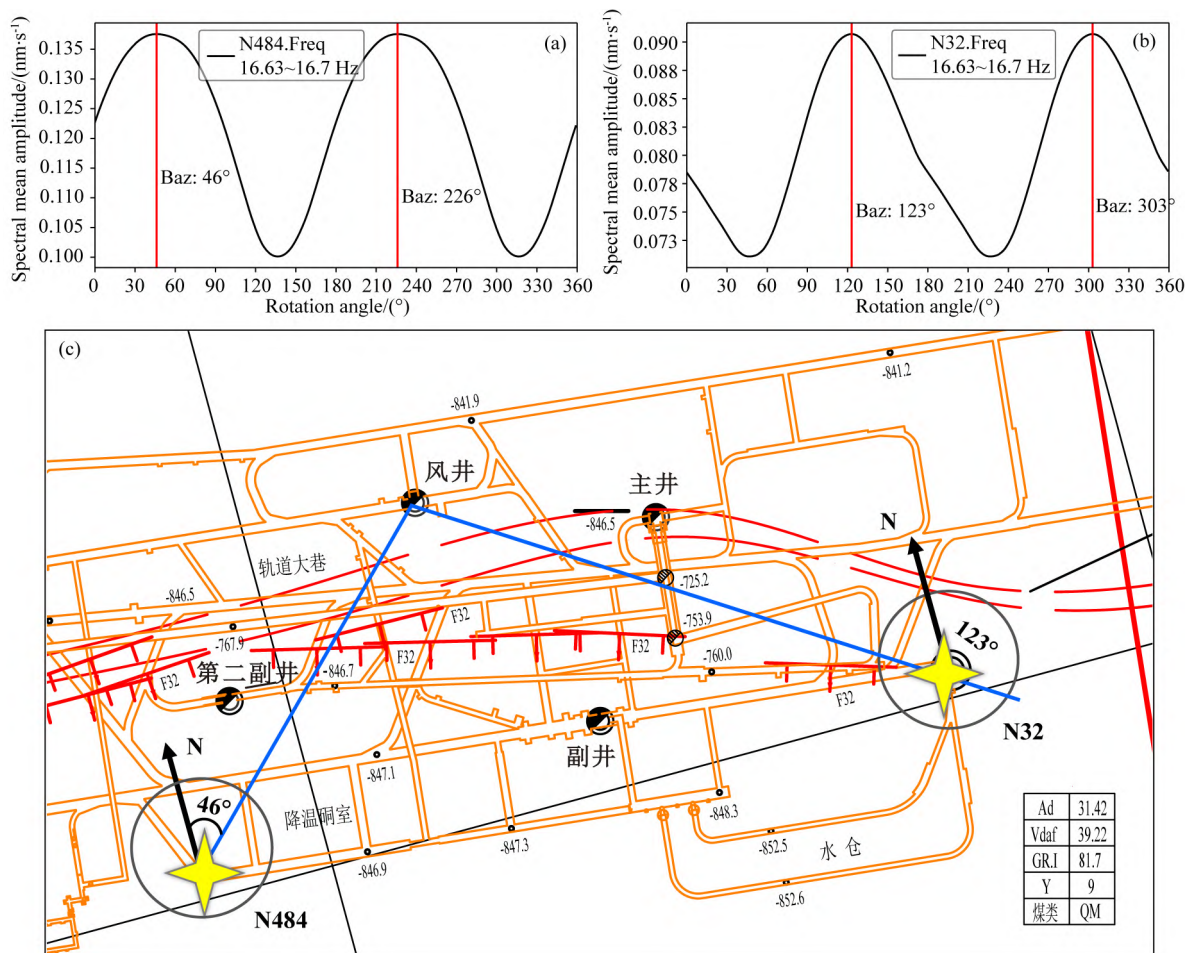 (a)
N484.Freq
16.63~16.7 Hz
Spectral mean amplitude/(nm·s⁻¹)
0.135
0.130
0.125
0.120
0.115
0.110
0.105
0.100
Baz: 46°
Baz: 226°
0 60 90 120 150 180 210 240 270 300 330 360
Rotation angle/(°)
(b)
N32.Freq
16.63~16.7 Hz
Spectral mean amplitude/(nm·s⁻¹)
0.090
0.088
0.085
0.083
0.080
0.078
0.075
0.073
Baz: 123°
Baz: 303°
0 30 60 90 120 150 180 210 240 270 300 330 360
Rotation angle/(°)
(c)
-841.2
-841.9
风井
主井
-846.5
N
轨道大巷
-725.2
-846.5
F32
-753.9
123°
-767.9
F32
F32
-760.0
第二副井
-846.7
F32
F32
N32
N
副井
-847.1
46°
降温硐室
-848.3
-847.3
-852.5
水仓
-846.9
-852.6
N484
Ad 31.42
Vdaf 39.22
GR.I 81.7
Y 9
煤类 QM